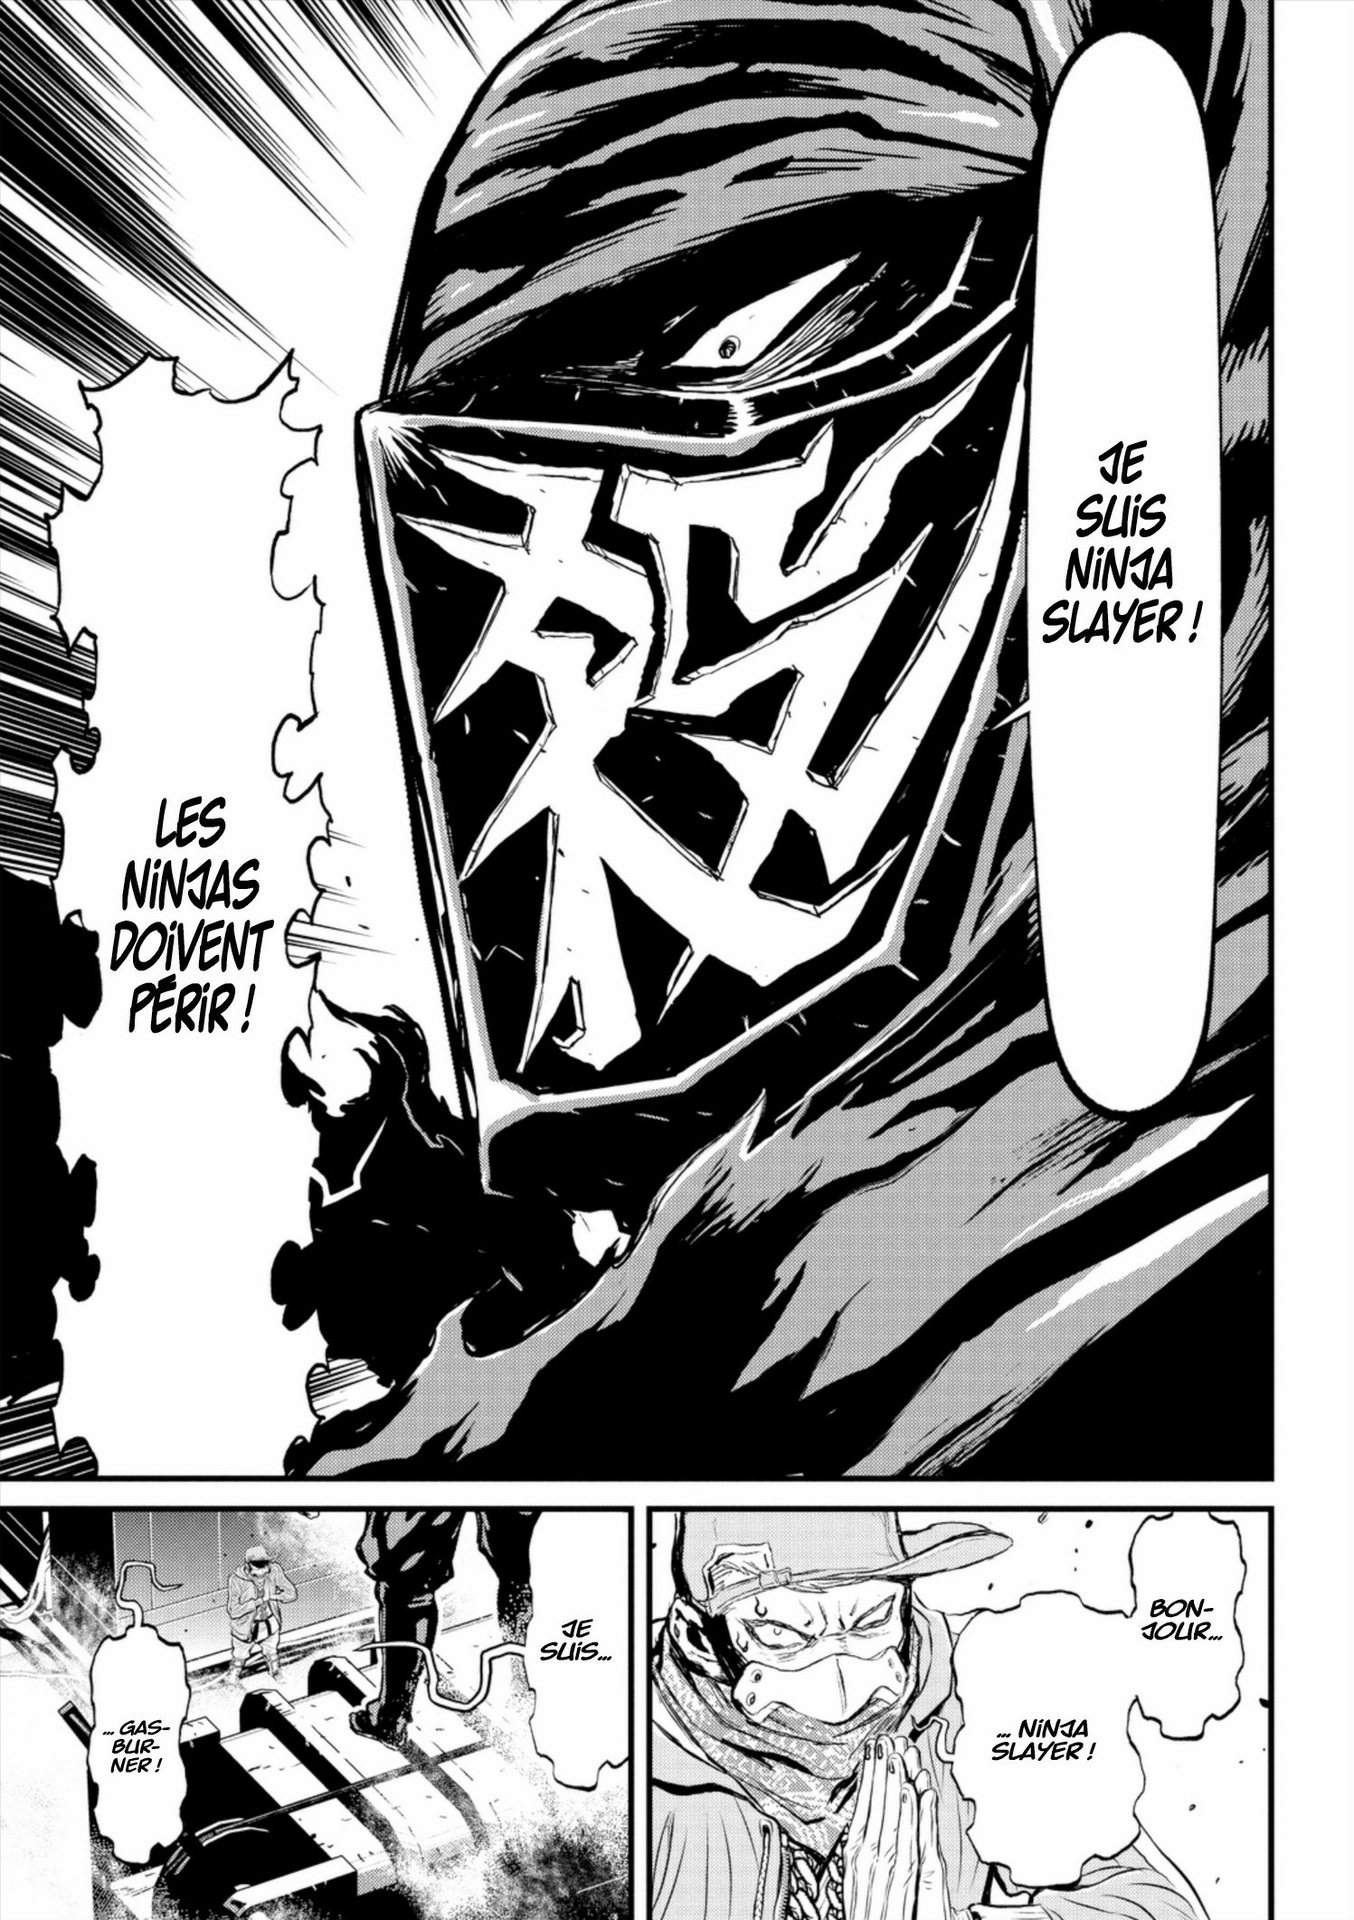 JE
SUIS
NINJA
SLAYER !
LES
NINJAS
DOIVENT
PÉRIR !
BON-
JOUR...
... NINJA
SLAYER !
JE
SUIS...
... GAS-
BUR-
NER !